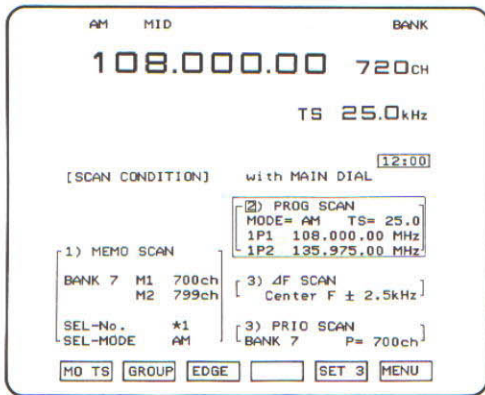 AM MID BANK
108.000.00 720CH
TS 25.0kHz
12:00
[SCAN CONDITION] with MAIN DIAL
2) PROG SCAN
MODE= AM TS= 25.0
1P1 108.000.00 MHz
1P2 135.975.00 MHz
1) MEMO SCAN
BANK 7 M1 700ch
M2 799ch
SEL-No. *1
SEL-MODE AM
3) ⊿F SCAN
Center F ± 2.5kHz
3) PRIO SCAN
BANK 7 P= 700ch
MO TS GROUP EDGE SET 3 MENU